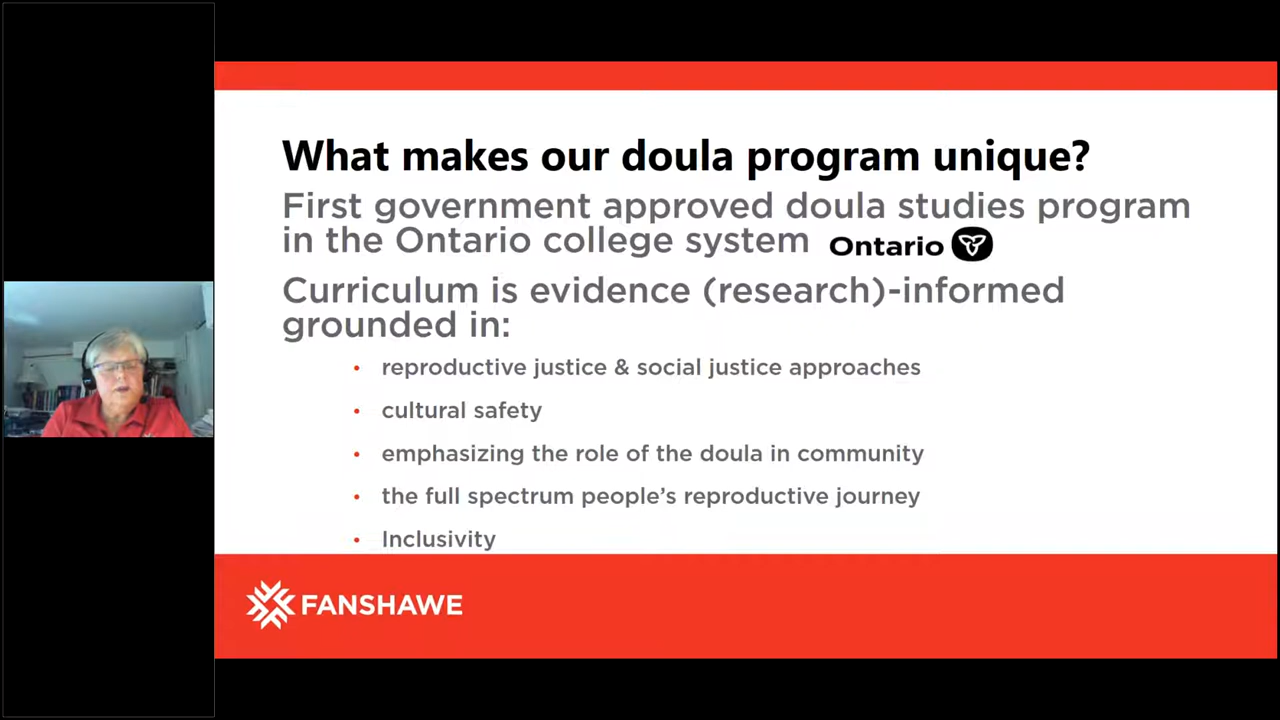 What makes our doula program unique?
First government approved doula studies program
in the Ontario college system Ontario
Curriculum is evidence (research)-informed
grounded in:
• reproductive justice & social justice approaches
• cultural safety
• emphasizing the role of the doula in community
• the full spectrum people's reproductive journey
• Inclusivity
FANSHAWE